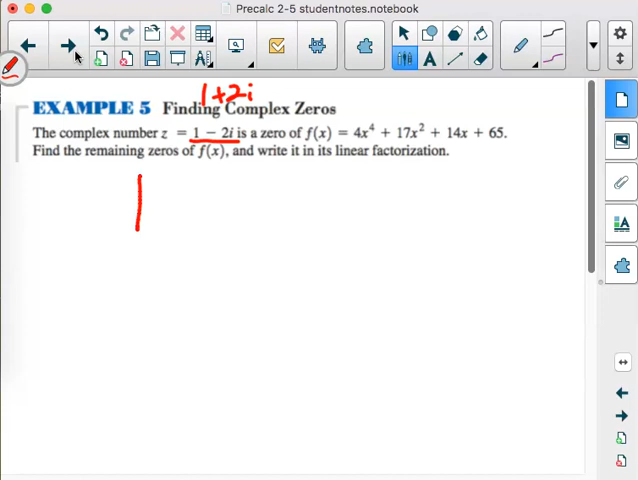 Precalc 2-5 studentnotes.notebook
1+2i
EXAMPLE 5 Finding Complex Zeros
The complex number z = 1 − 2i is a zero of f(x) = 4x⁴ + 17x² + 14x + 65.
Find the remaining zeros of f(x), and write it in its linear factorization.